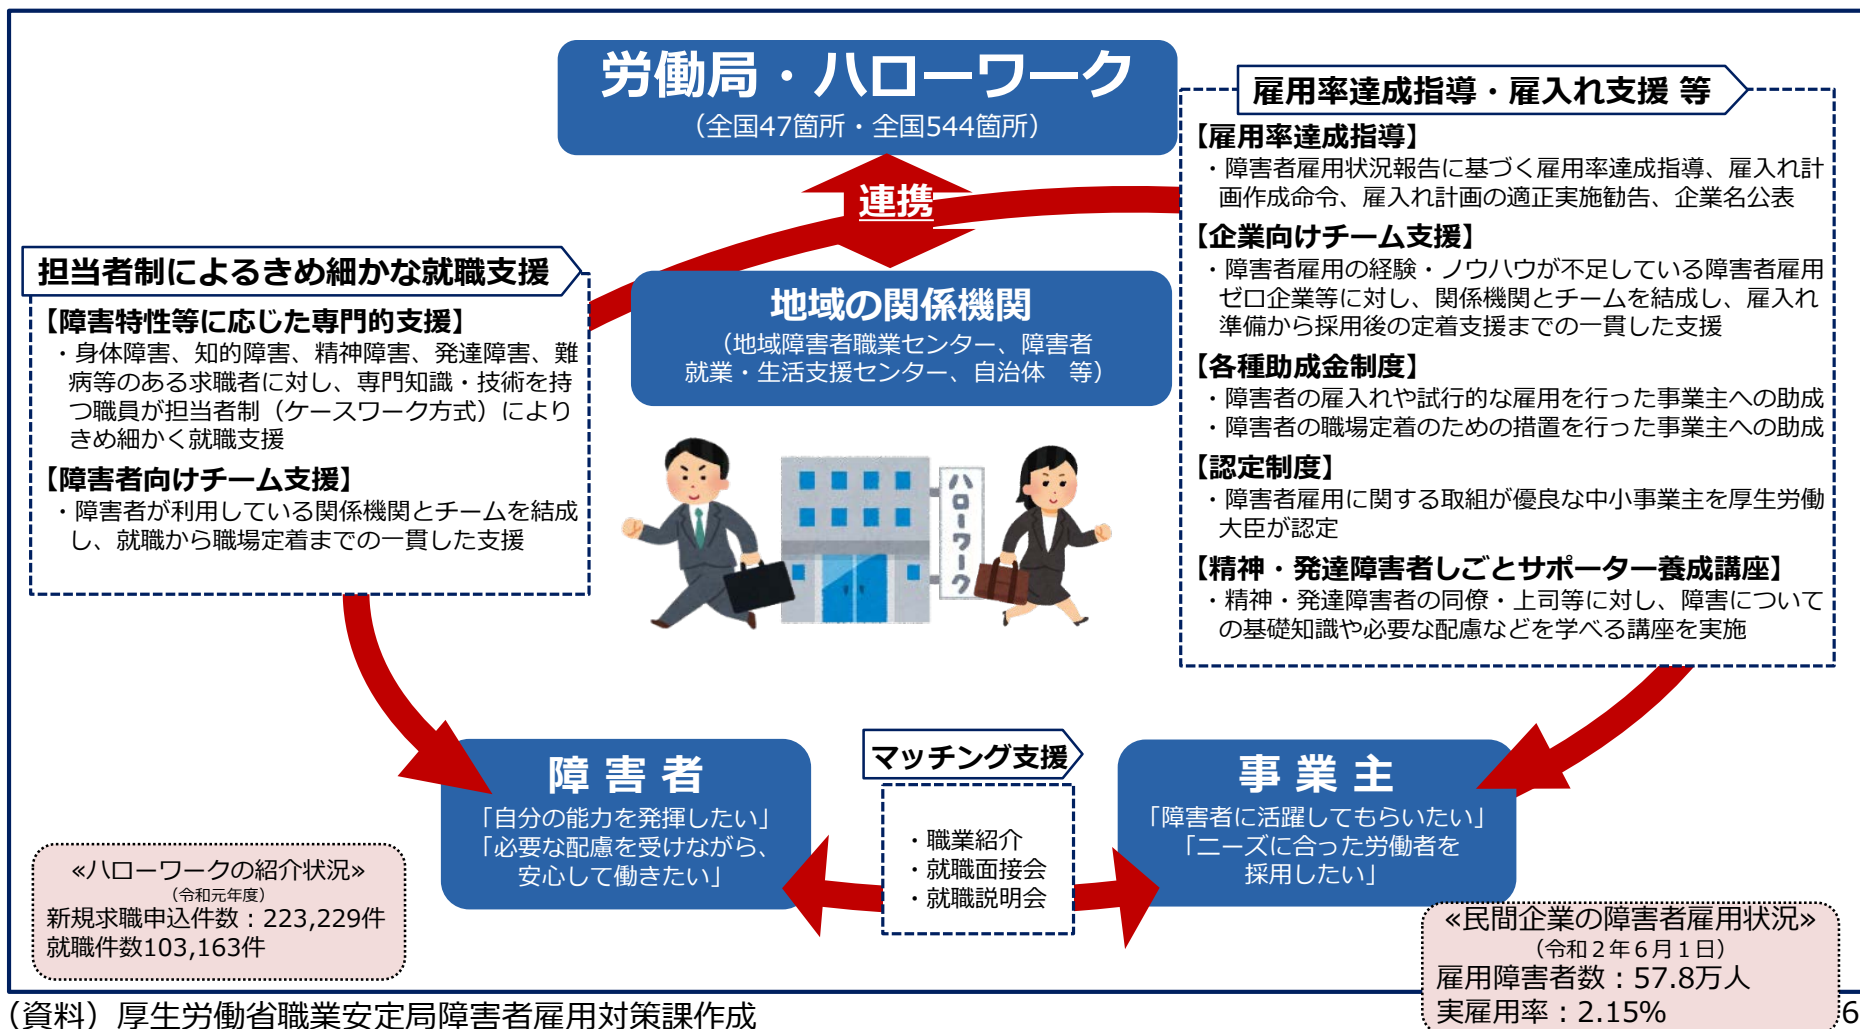 労働局・ハローワーク
（全国47箇所・全国544箇所）
連携
地域の関係機関
（地域障害者職業センター、障害者
就業・生活支援センター、自治体　等）
担当者制によるきめ細かな就職支援
【障害特性等に応じた専門的支援】
・身体障害、知的障害、精神障害、発達障害、難
病等のある求職者に対し、専門知識・技術を持
つ職員が担当者制（ケースワーク方式）により
きめ細かく就職支援
【障害者向けチーム支援】
・障害者が利用している関係機関とチームを結成
し、就職から職場定着までの一貫した支援
雇用率達成指導・雇入れ支援 等
【雇用率達成指導】
・障害者雇用状況報告に基づく雇用率達成指導、雇入れ計
画作成命令、雇入れ計画の適正実施勧告、企業名公表
【企業向けチーム支援】
・障害者雇用の経験・ノウハウが不足している障害者雇用
ゼロ企業等に対し、関係機関とチームを結成し、雇入れ
準備から採用後の定着支援までの一貫した支援
【各種助成金制度】
・障害者の雇入れや試行的な雇用を行った事業主への助成
・障害者の職場定着のための措置を行った事業主への助成
【認定制度】
・障害者雇用に関する取組が優良な中小事業主を厚生労働
大臣が認定
【精神・発達障害者しごとサポーター養成講座】
・精神・発達障害者の同僚・上司等に対し、障害について
の基礎知識や必要な配慮などを学べる講座を実施
ハローワーク
障 害 者
「自分の能力を発揮したい」
「必要な配慮を受けながら、
安心して働きたい」
マッチング支援
・職業紹介
・就職面接会
・就職説明会
事 業 主
「障害者に活躍してもらいたい」
「ニーズに合った労働者を
採用したい」
≪ハローワークの紹介状況≫
（令和元年度）
新規求職申込件数：223,229件
就職件数103,163件
≪民間企業の障害者雇用状況≫
（令和２年６月１日）
雇用障害者数：57.8万人
実雇用率：2.15%
（資料）厚生労働省職業安定局障害者雇用対策課作成
6